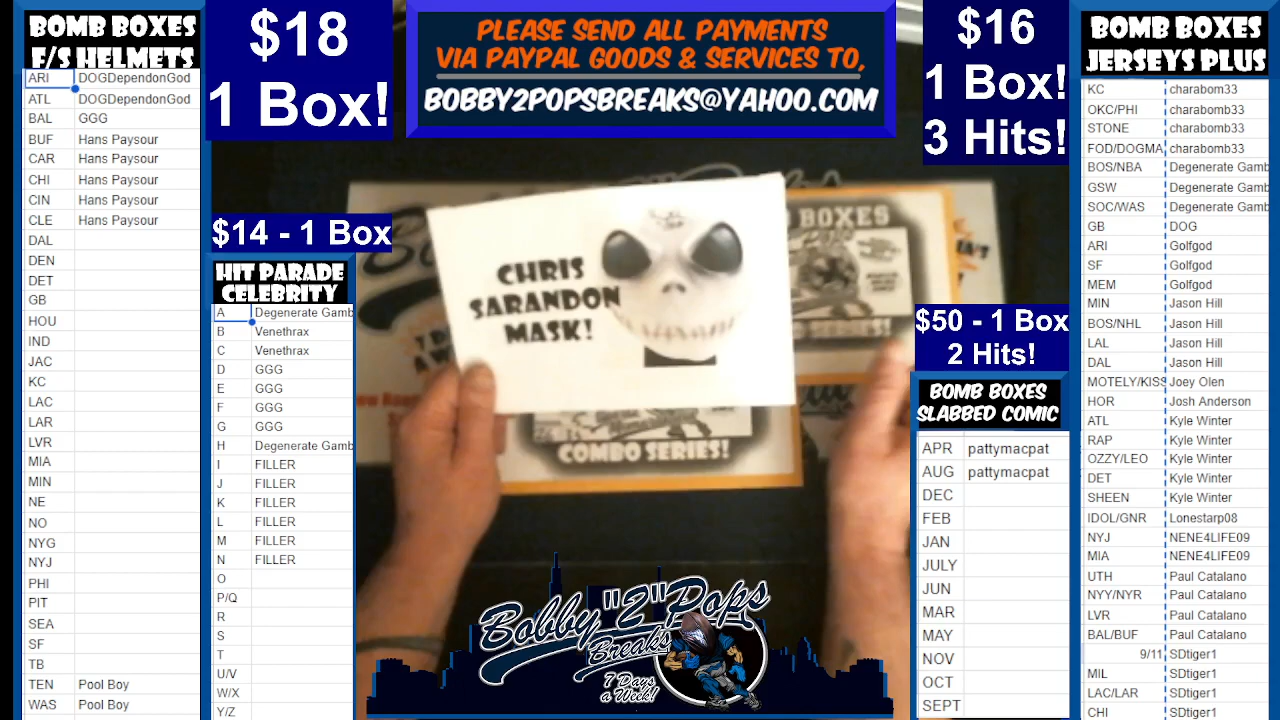 BOMB BOXES
F/S HELMETS
ARI DOGDependonGod
ATL DOGDependonGod
BAL GGG
BUF Hans Paysour
CAR Hans Paysour
CHI Hans Paysour
CIN Hans Paysour
CLE Hans Paysour
DAL
DEN
DET
GB
HOU
IND
JAC
KC
LAC
LAR
LVR
MIA
MIN
NE
NO
NYG
NYJ
PHI
PIT
SEA
SF
TB
TEN Pool Boy
WAS Pool Boy
$18
1 Box!
$14 - 1 Box
HIT PARADE
CELEBRITY
A Degenerate Gamb
B Venethrax
C Venethrax
D GGG
E GGG
F GGG
G GGG
H Degenerate Gamb
I FILLER
J FILLER
K FILLER
L FILLER
M FILLER
N FILLER
O
P/Q
R
S
T
U/V
W/X
Y/Z
PLEASE SEND ALL PAYMENTS
VIA PAYPAL GOODS & SERVICES TO,
BOBBY2POPSBREAKS@YAHOO.COM
CHRIS
SARANDON
MASK!
BOXES
COMBO SERIES!
Bobby "2" Pops
Breaks
7 Days
a Week!
$16
1 Box!
3 Hits!
$50 - 1 Box
2 Hits!
BOMB BOXES
SLABBED COMIC
APR pattymacpat
AUG pattymacpat
DEC
FEB
JAN
JULY
JUN
MAR
MAY
NOV
OCT
SEPT
BOMB BOXES
JERSEYS PLUS
KC charabom33
OKC/PHI charabomb33
STONE charabomb33
FOD/DOGMA charabomb33
BOS/NBA Degenerate Gamb
GSW Degenerate Gamb
SOC/WAS Degenerate Gamb
GB DOG
ARI Golfgod
SF Golfgod
MEM Golfgod
MIN Jason Hill
BOS/NHL Jason Hill
LAL Jason Hill
DAL Jason Hill
MOTELY/KISS Joey Olen
HOR Josh Anderson
ATL Kyle Winter
RAP Kyle Winter
OZZY/LEO Kyle Winter
DET Kyle Winter
SHEEN Kyle Winter
IDOL/GNR Lonestarp08
NYJ NENE4LIFE09
MIA NENE4LIFE09
UTH Paul Catalano
NYY/NYR Paul Catalano
LVR Paul Catalano
BAL/BUF Paul Catalano
9/11 SDtiger1
MIL SDtiger1
LAC/LAR SDtiger1
CHI SDtiger1